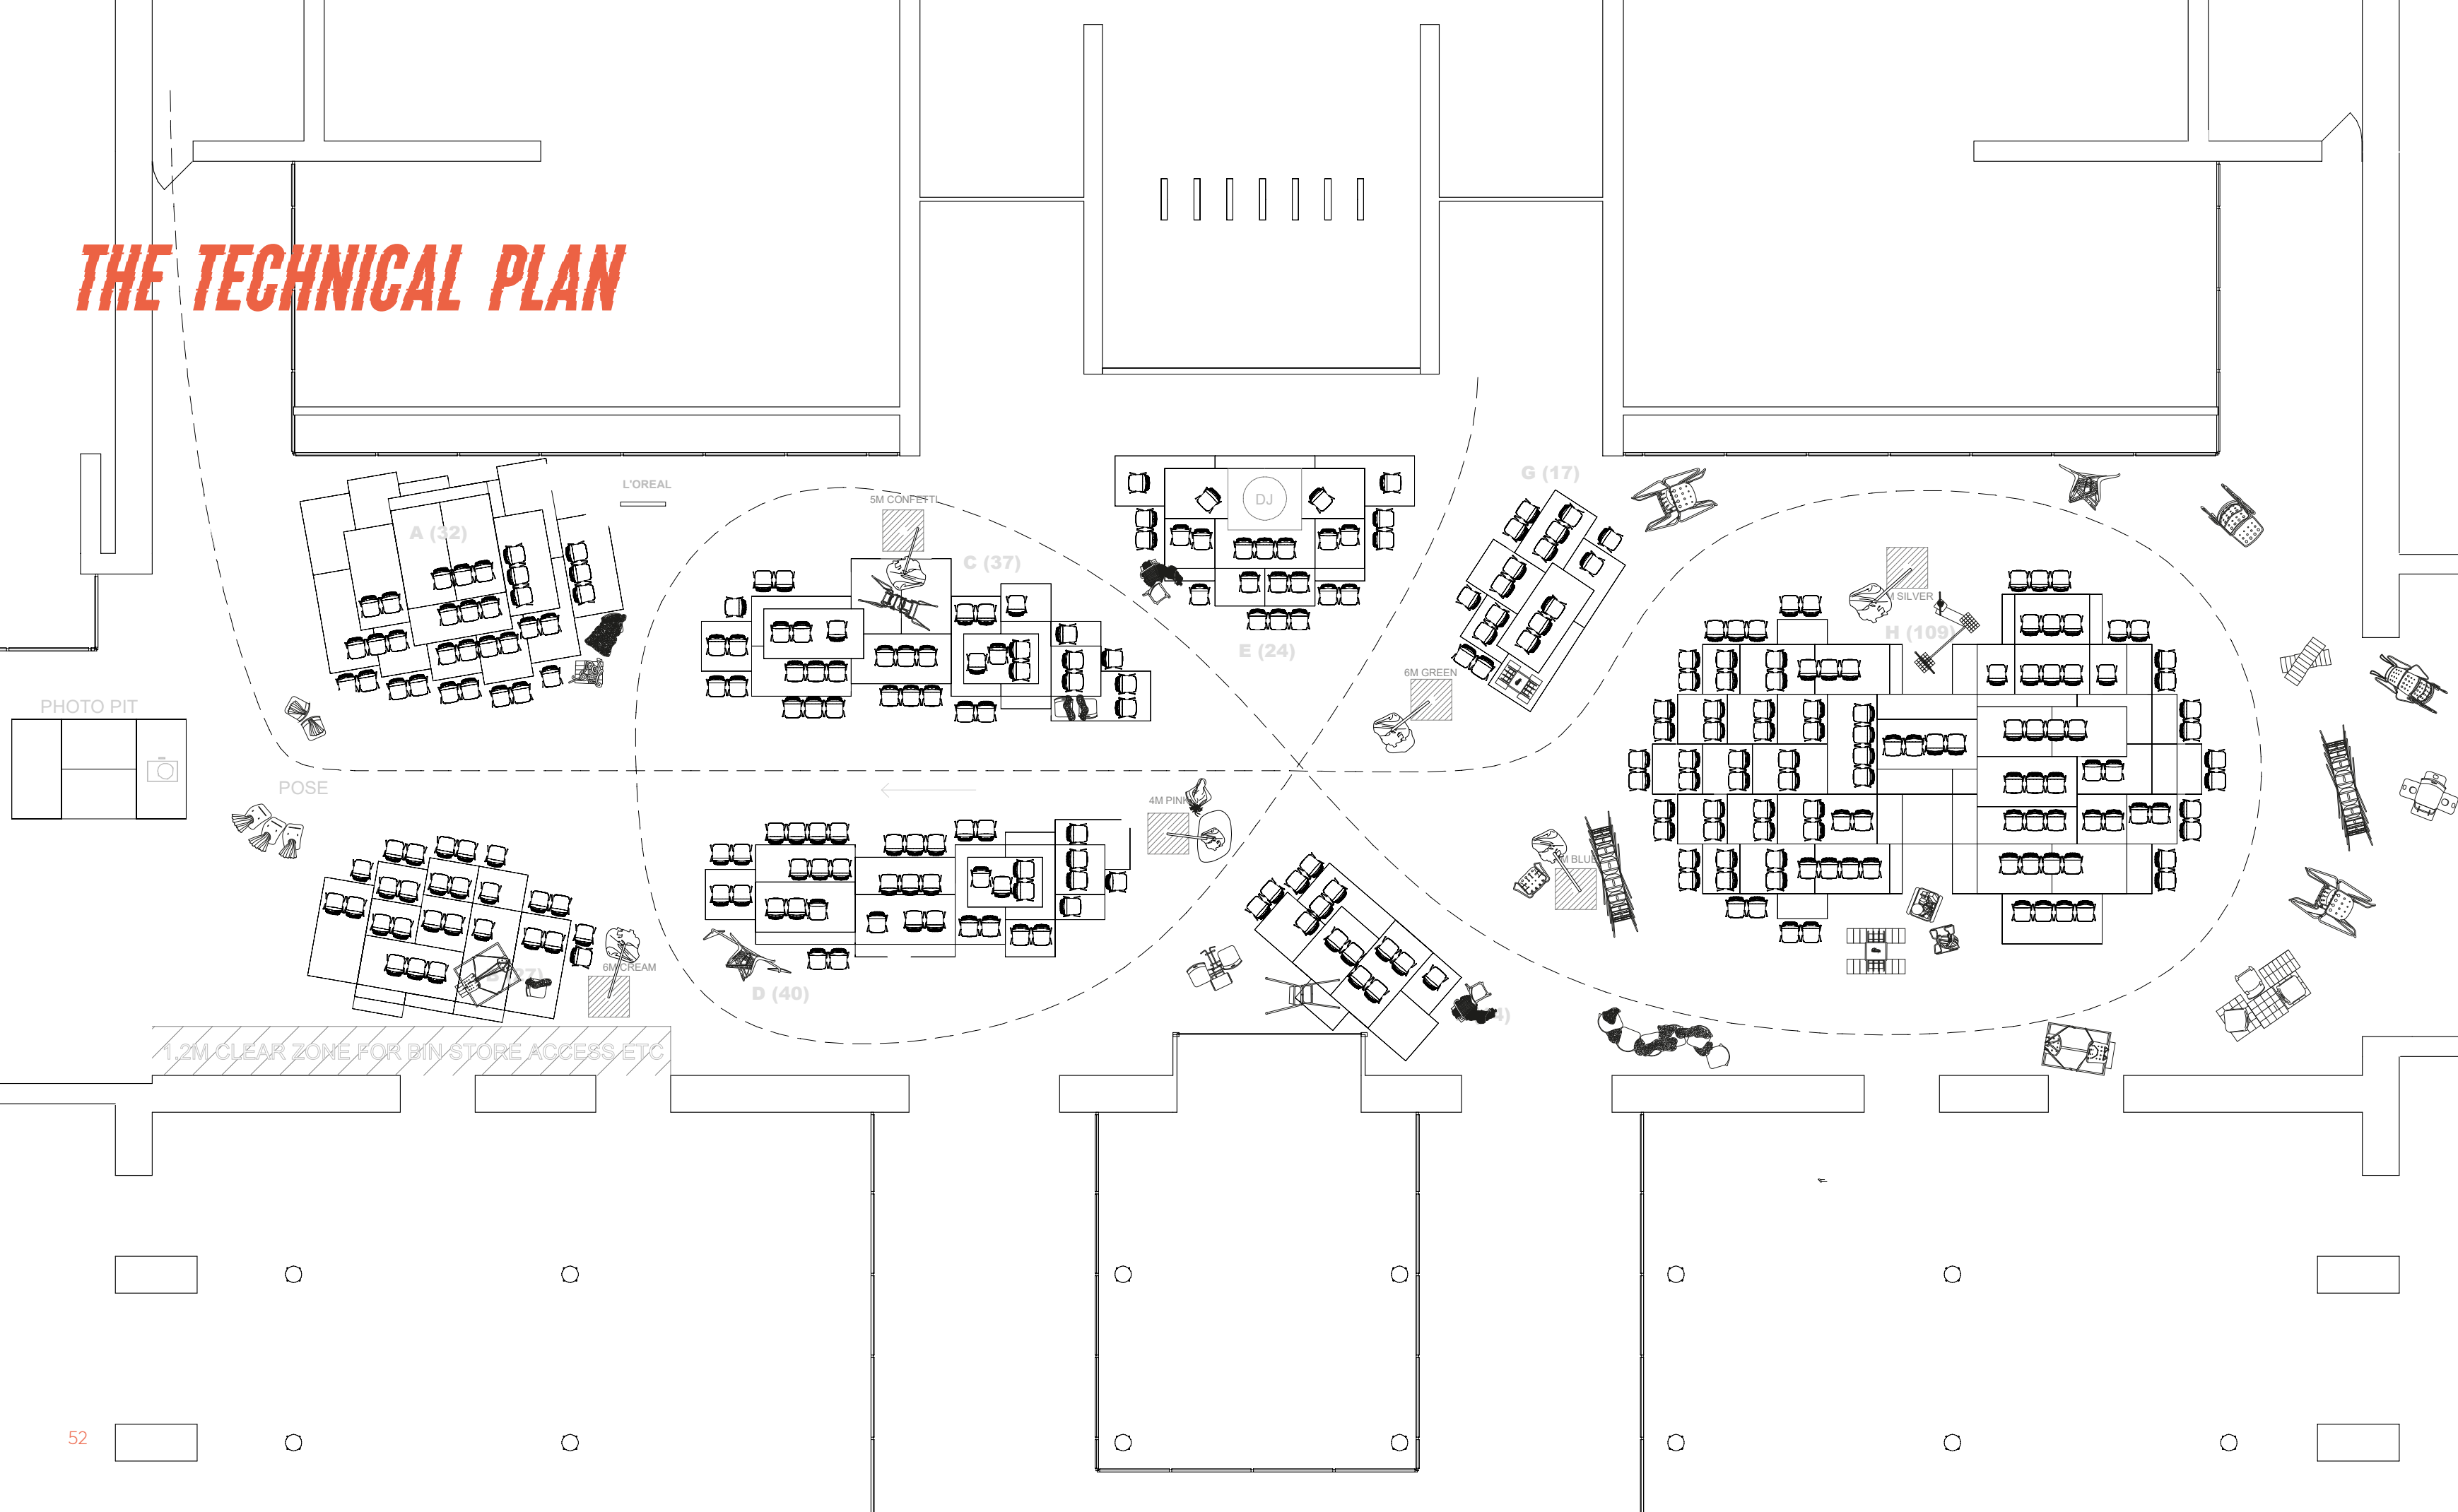 THE TECHNICAL PLAN
G (17)
L'OREAL
5M CONFETTI
DJ
A (32)
C (37)
M SILVER
H (109)
E (24)
6M GREEN
PHOTO PIT
POSE
4M PINK
M BLUE
6M CREAM
D (40)
1.2M CLEAR ZONE FOR BIN STORE ACCESS ETC
52